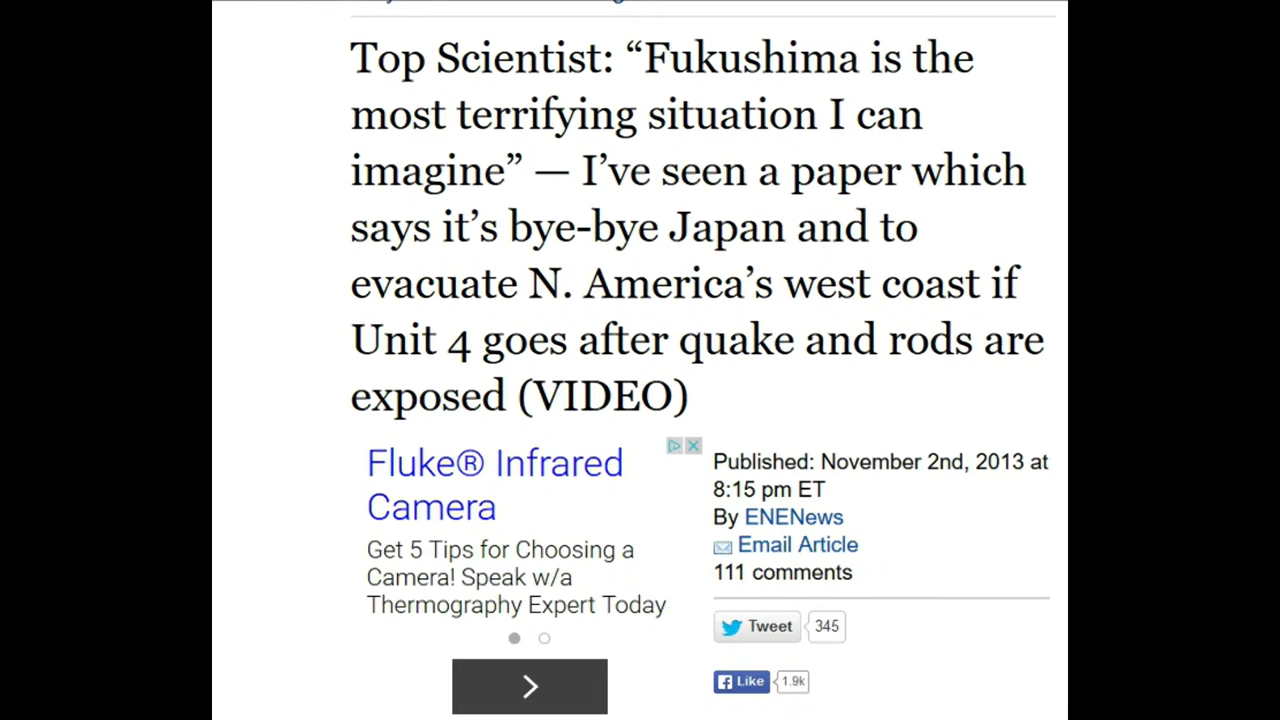 Top Scientist: “Fukushima is the
most terrifying situation I can
imagine” — I’ve seen a paper which
says it’s bye-bye Japan and to
evacuate N. America’s west coast if
Unit 4 goes after quake and rods are
exposed (VIDEO)
Fluke® Infrared
Camera
Get 5 Tips for Choosing a
Camera! Speak w/a
Thermography Expert Today
Published: November 2nd, 2013 at
8:15 pm ET
By ENENews
Email Article
111 comments
Tweet 345
Like 1.9k